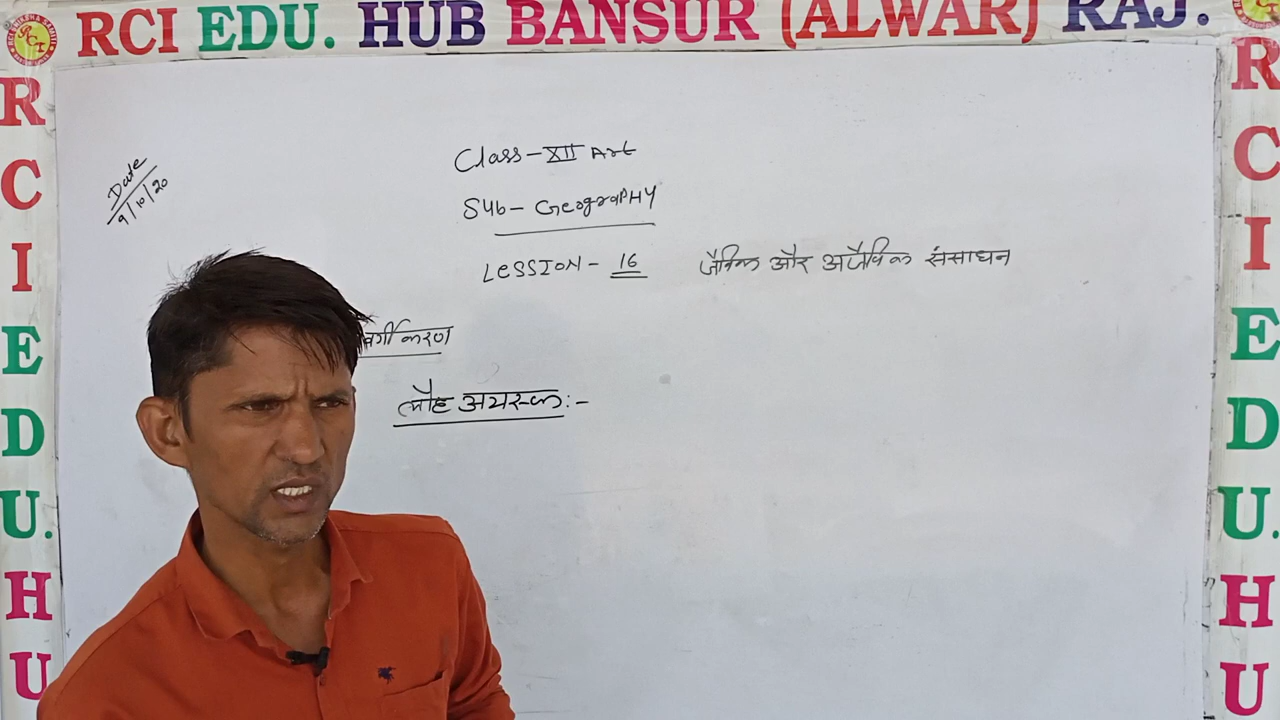 RCI EDU. HUB BANSUR (ALWAR) RAJ.
R C I E D U. H U
R C I E D U. H U
Date
9/10/20
Class - XII Art
Sub - GeograPHY
LeSSION - 16 जैविक और अजैविक संसाधन
वर्गीकरण
लौह अयस्क :-